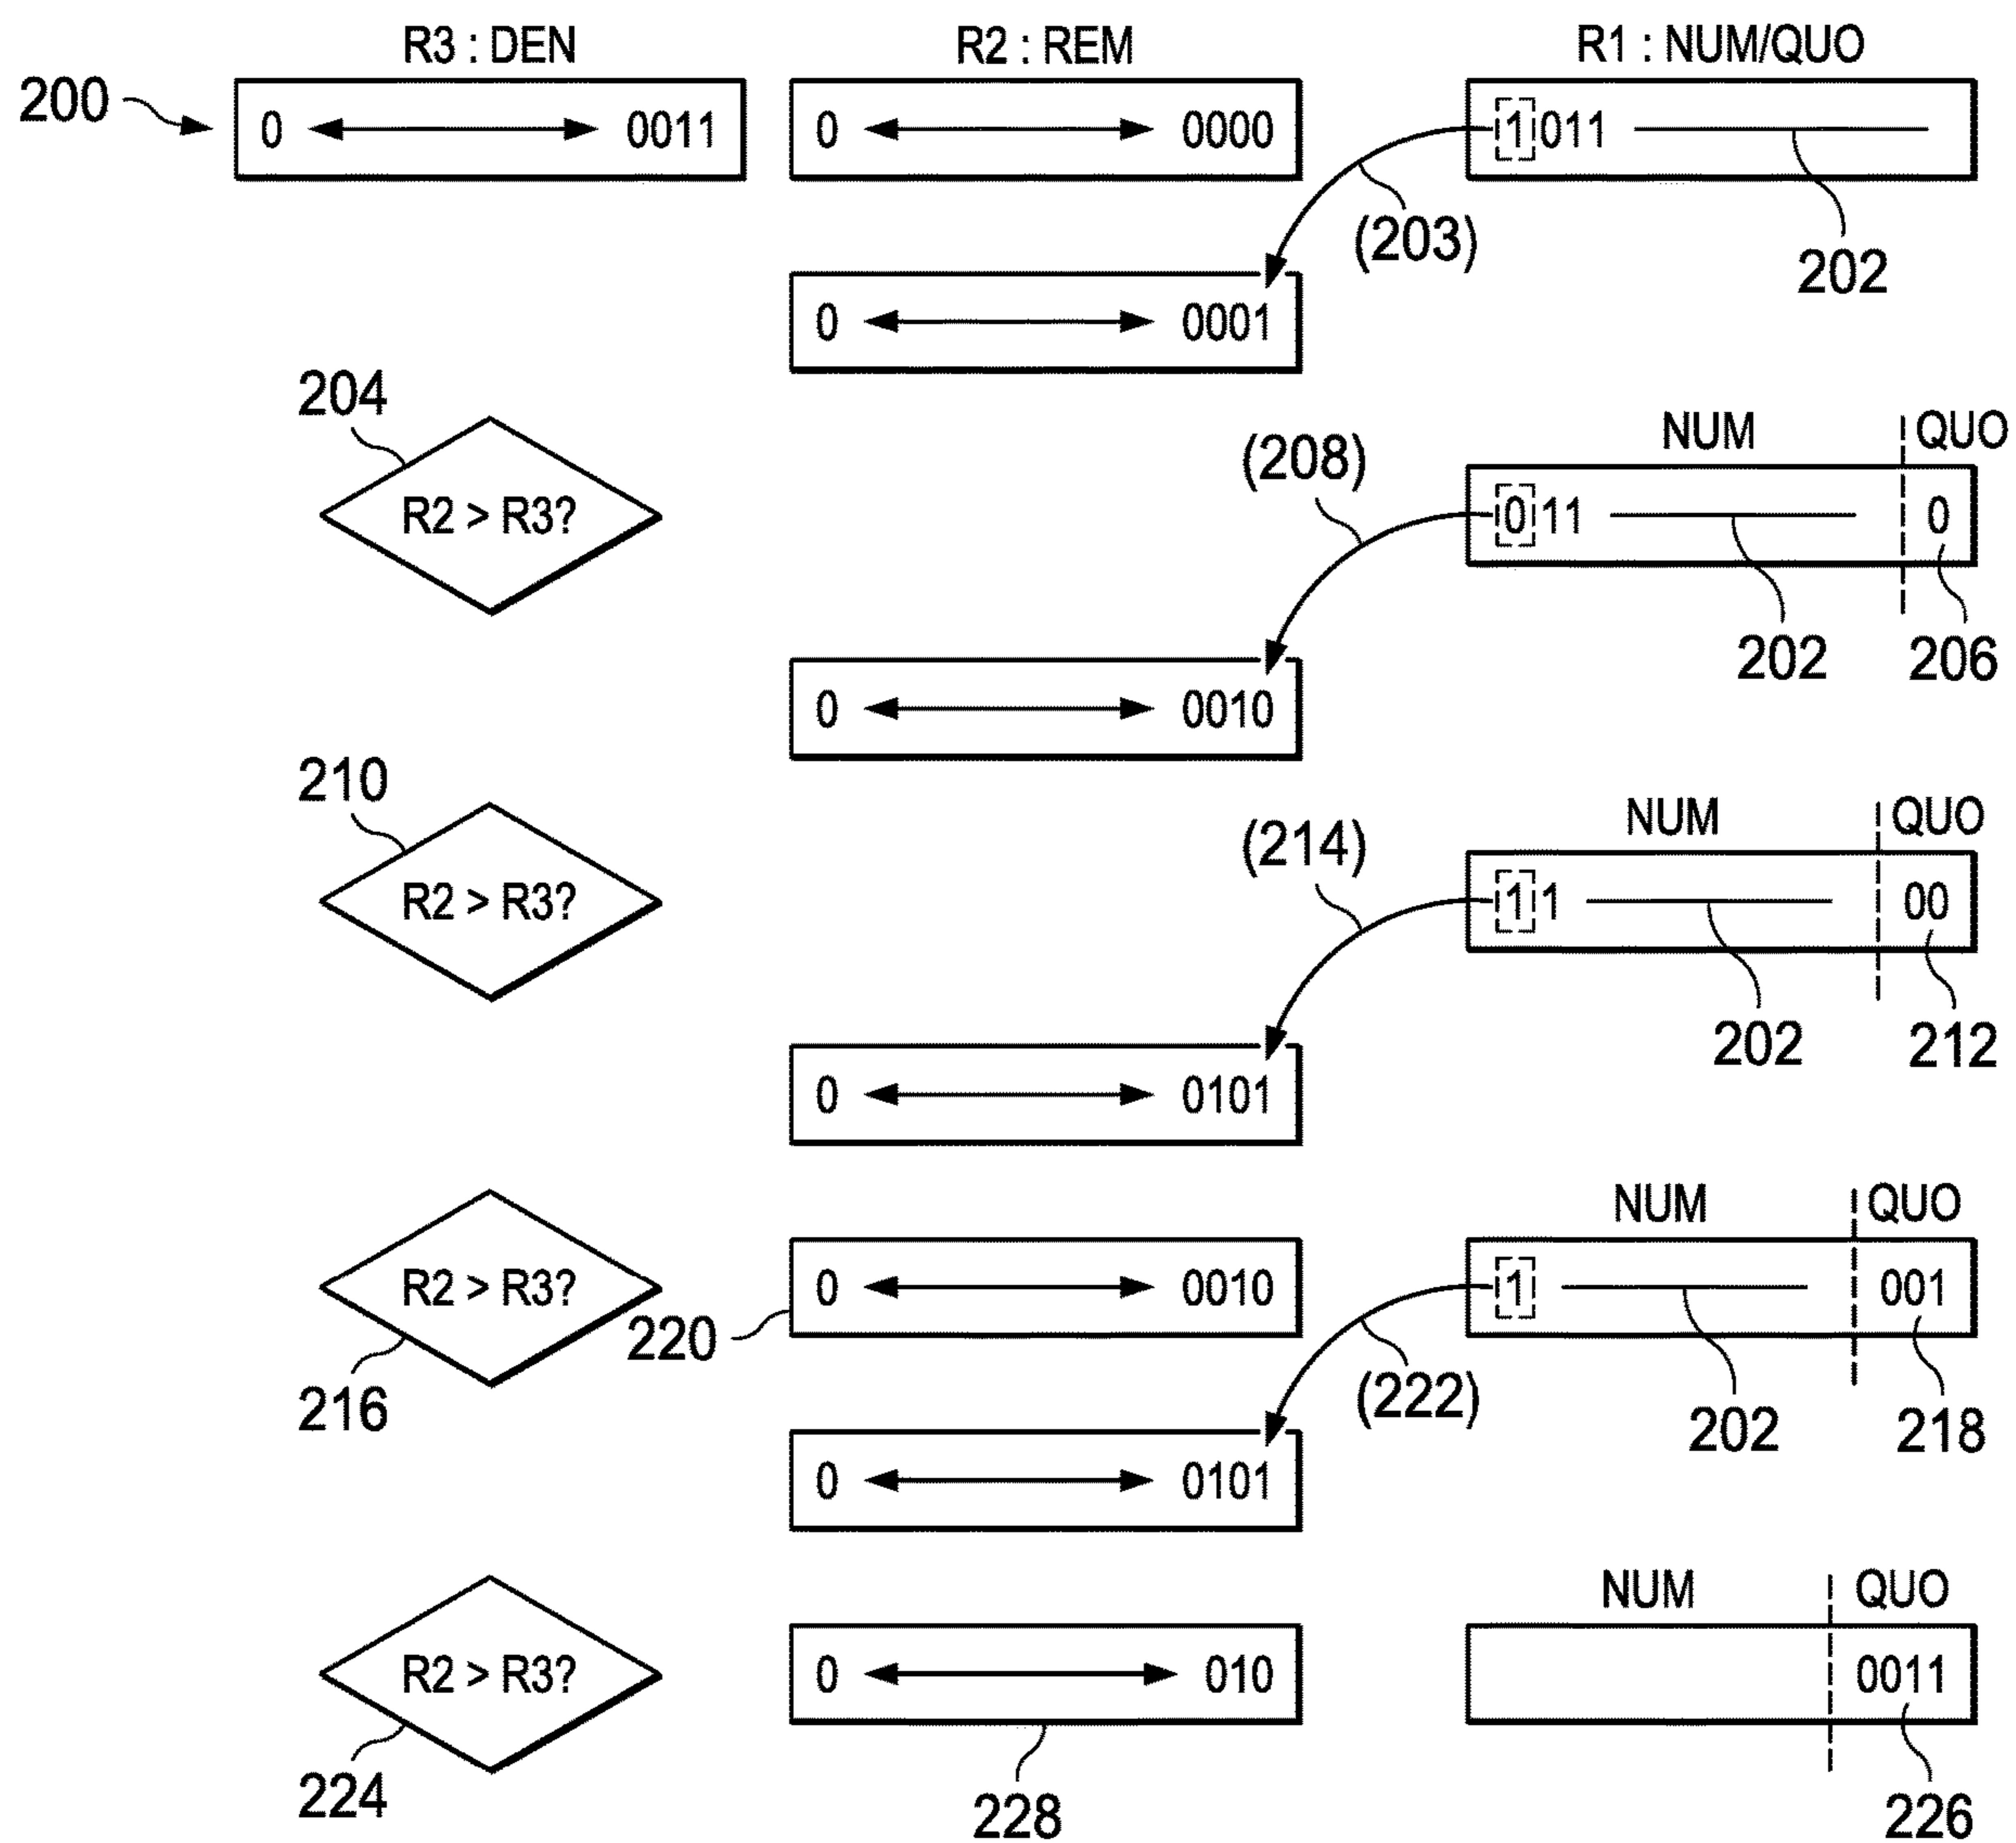 R3 : DEN R2 : REM R1 : NUM/QUO
200 0 0011 0 0000 1011
(203) 202
0 0001
204 NUM QUO
R2 > R3? (208) 011 0
202 206
0 0010
210 NUM QUO
R2 > R3? (214) 11 00
202 212
0 0101
NUM QUO
R2 > R3? 0 0010 1 001
216 220 (222) 202 218
0 0101
NUM QUO
R2 > R3? 0 010 0011
224 228 226